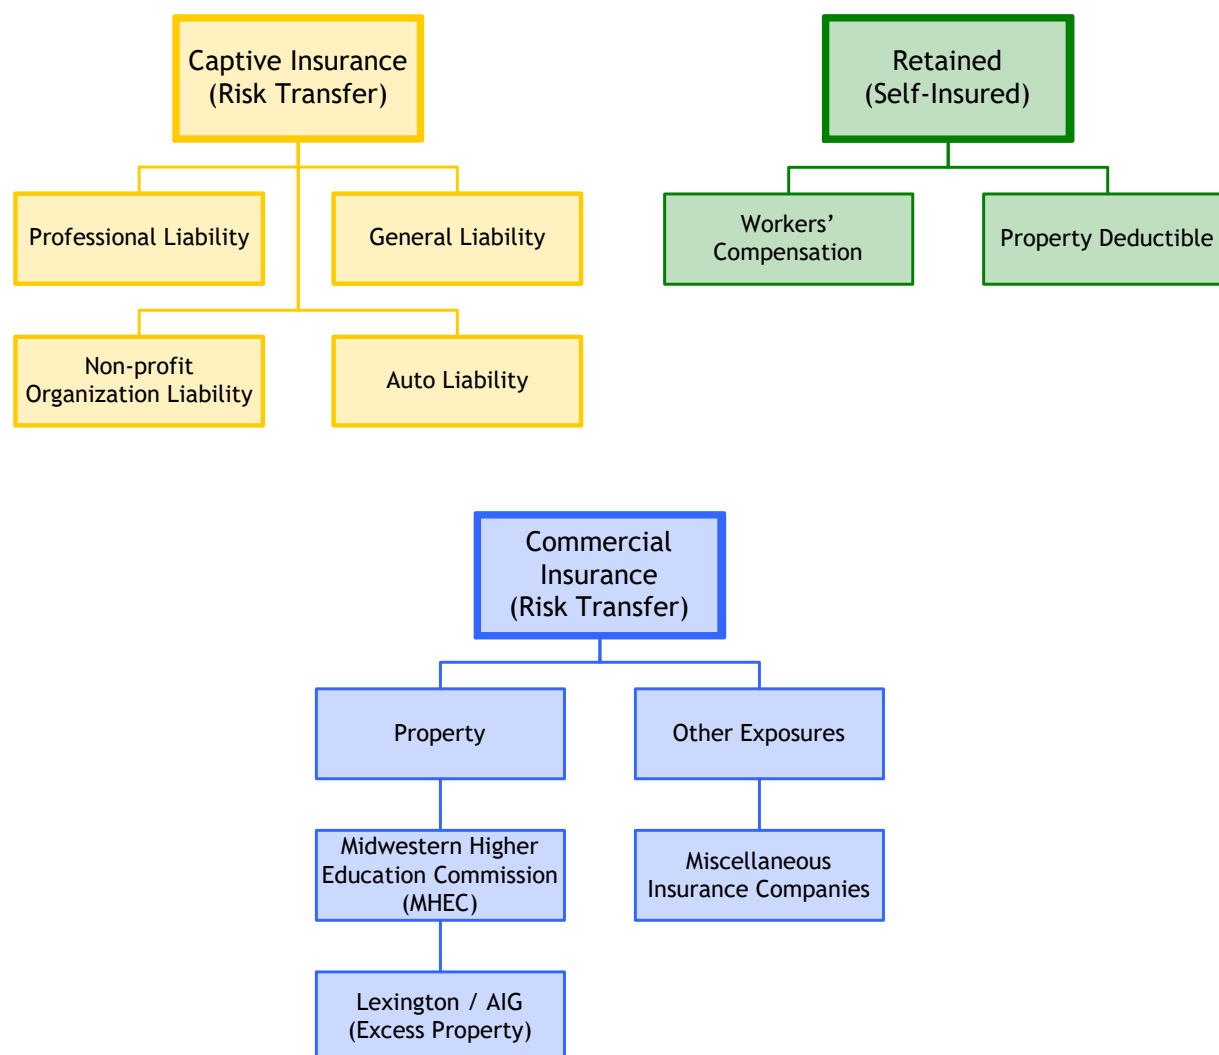 Captive Insurance
(Risk Transfer)
Retained
(Self-Insured)
Professional Liability
General Liability
Workers’
Compensation
Property Deductible
Non-profit
Organization Liability
Auto Liability
Commercial
Insurance
(Risk Transfer)
Property
Other Exposures
Midwestern Higher
Education Commission
(MHEC)
Miscellaneous
Insurance Companies
Lexington / AIG
(Excess Property)